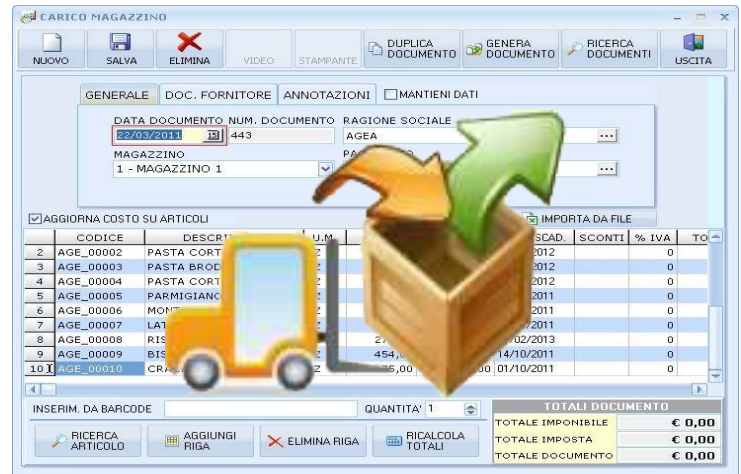 CARICO MAGAZZINO
NUOVO SALVA ELIMINA VIDEO STAMPANTE DUPLICA DOCUMENTO GENERA DOCUMENTO RICERCA DOCUMENTI USCITA
GENERALE DOC. FORNITORE ANNOTAZIONI MANTIENI DATI
DATA DOCUMENTO NUM. DOCUMENTO RAGIONE SOCIALE
22/03/2011 15 443 AGEA ...
MAGAZZINO
1 - MAGAZZINO 1 ...
AGGIORNA COSTO SU ARTICOLI IMPORTA DA FILE
CODICE U.M. SCAD. SCONTI % IVA
2 AGE_00002 PASTA CORT 2012 0
3 AGE_00003 PASTA BROD 2012 0
4 AGE_00004 PASTA CORT 2012 0
5 AGE_00005 PARMIGIANO 2011 0
6 AGE_00006 2011 0
7 AGE_00007 2011 0
8 AGE_00008 RIS 02/2013 0
9 AGE_00009 BIS 454, 14/10/2011 0
10 AGE_00010 00 01/10/2011 0
INSERIM. DA BARCODE QUANTITA' 1 TOTALI DOCUMENTO
TOTALE IMPONIBILE € 0,00
RICERCA ARTICOLO AGGIUNGI RIGA ELIMINA RIGA RICALCOLA TOTALI TOTALE IMPOSTA € 0,00
TOTALE DOCUMENTO € 0,00